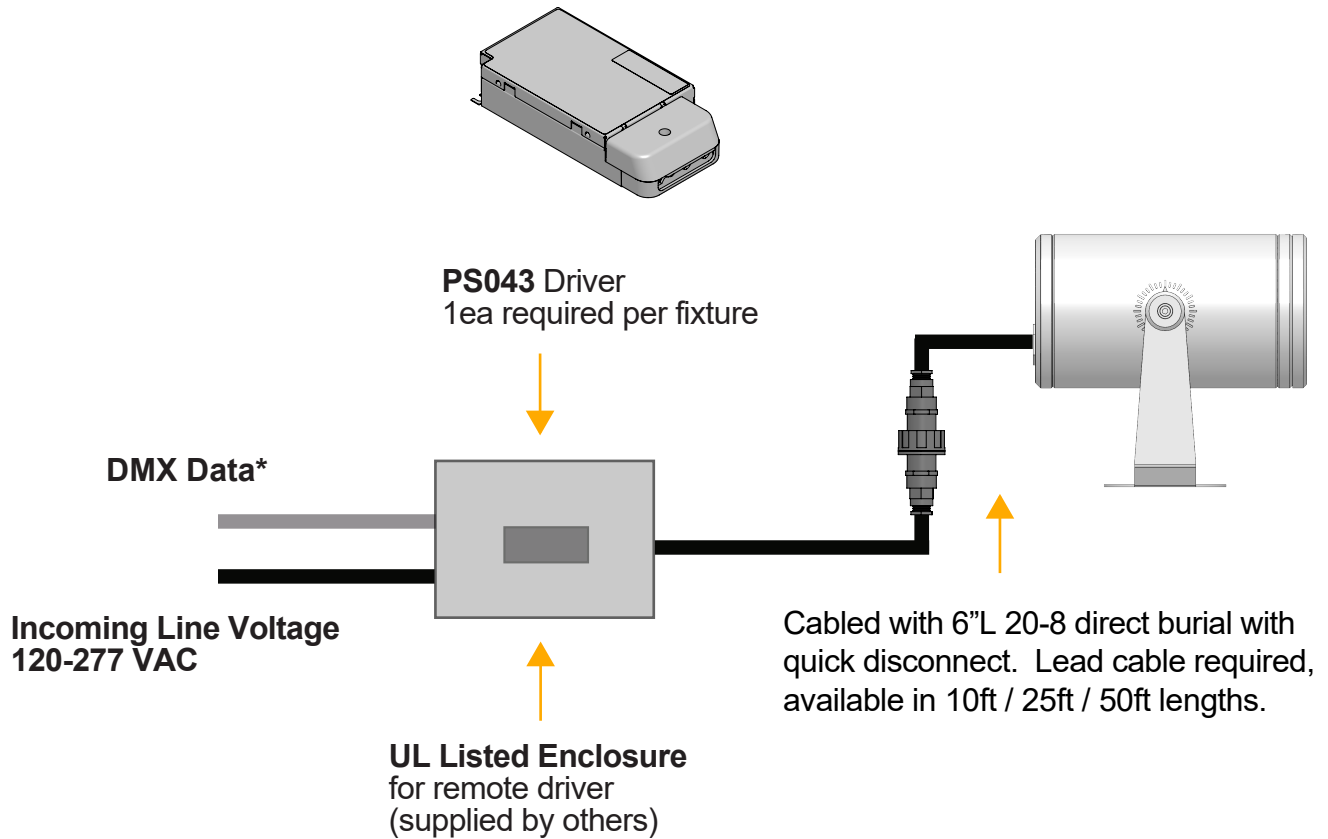 PS043 Driver
1ea required per fixture
DMX Data*
Incoming Line Voltage
120-277 VAC
Cabled with 6”L 20-8 direct burial with
quick disconnect.  Lead cable required,
available in 10ft / 25ft / 50ft lengths.
UL Listed Enclosure
for remote driver
(supplied by others)